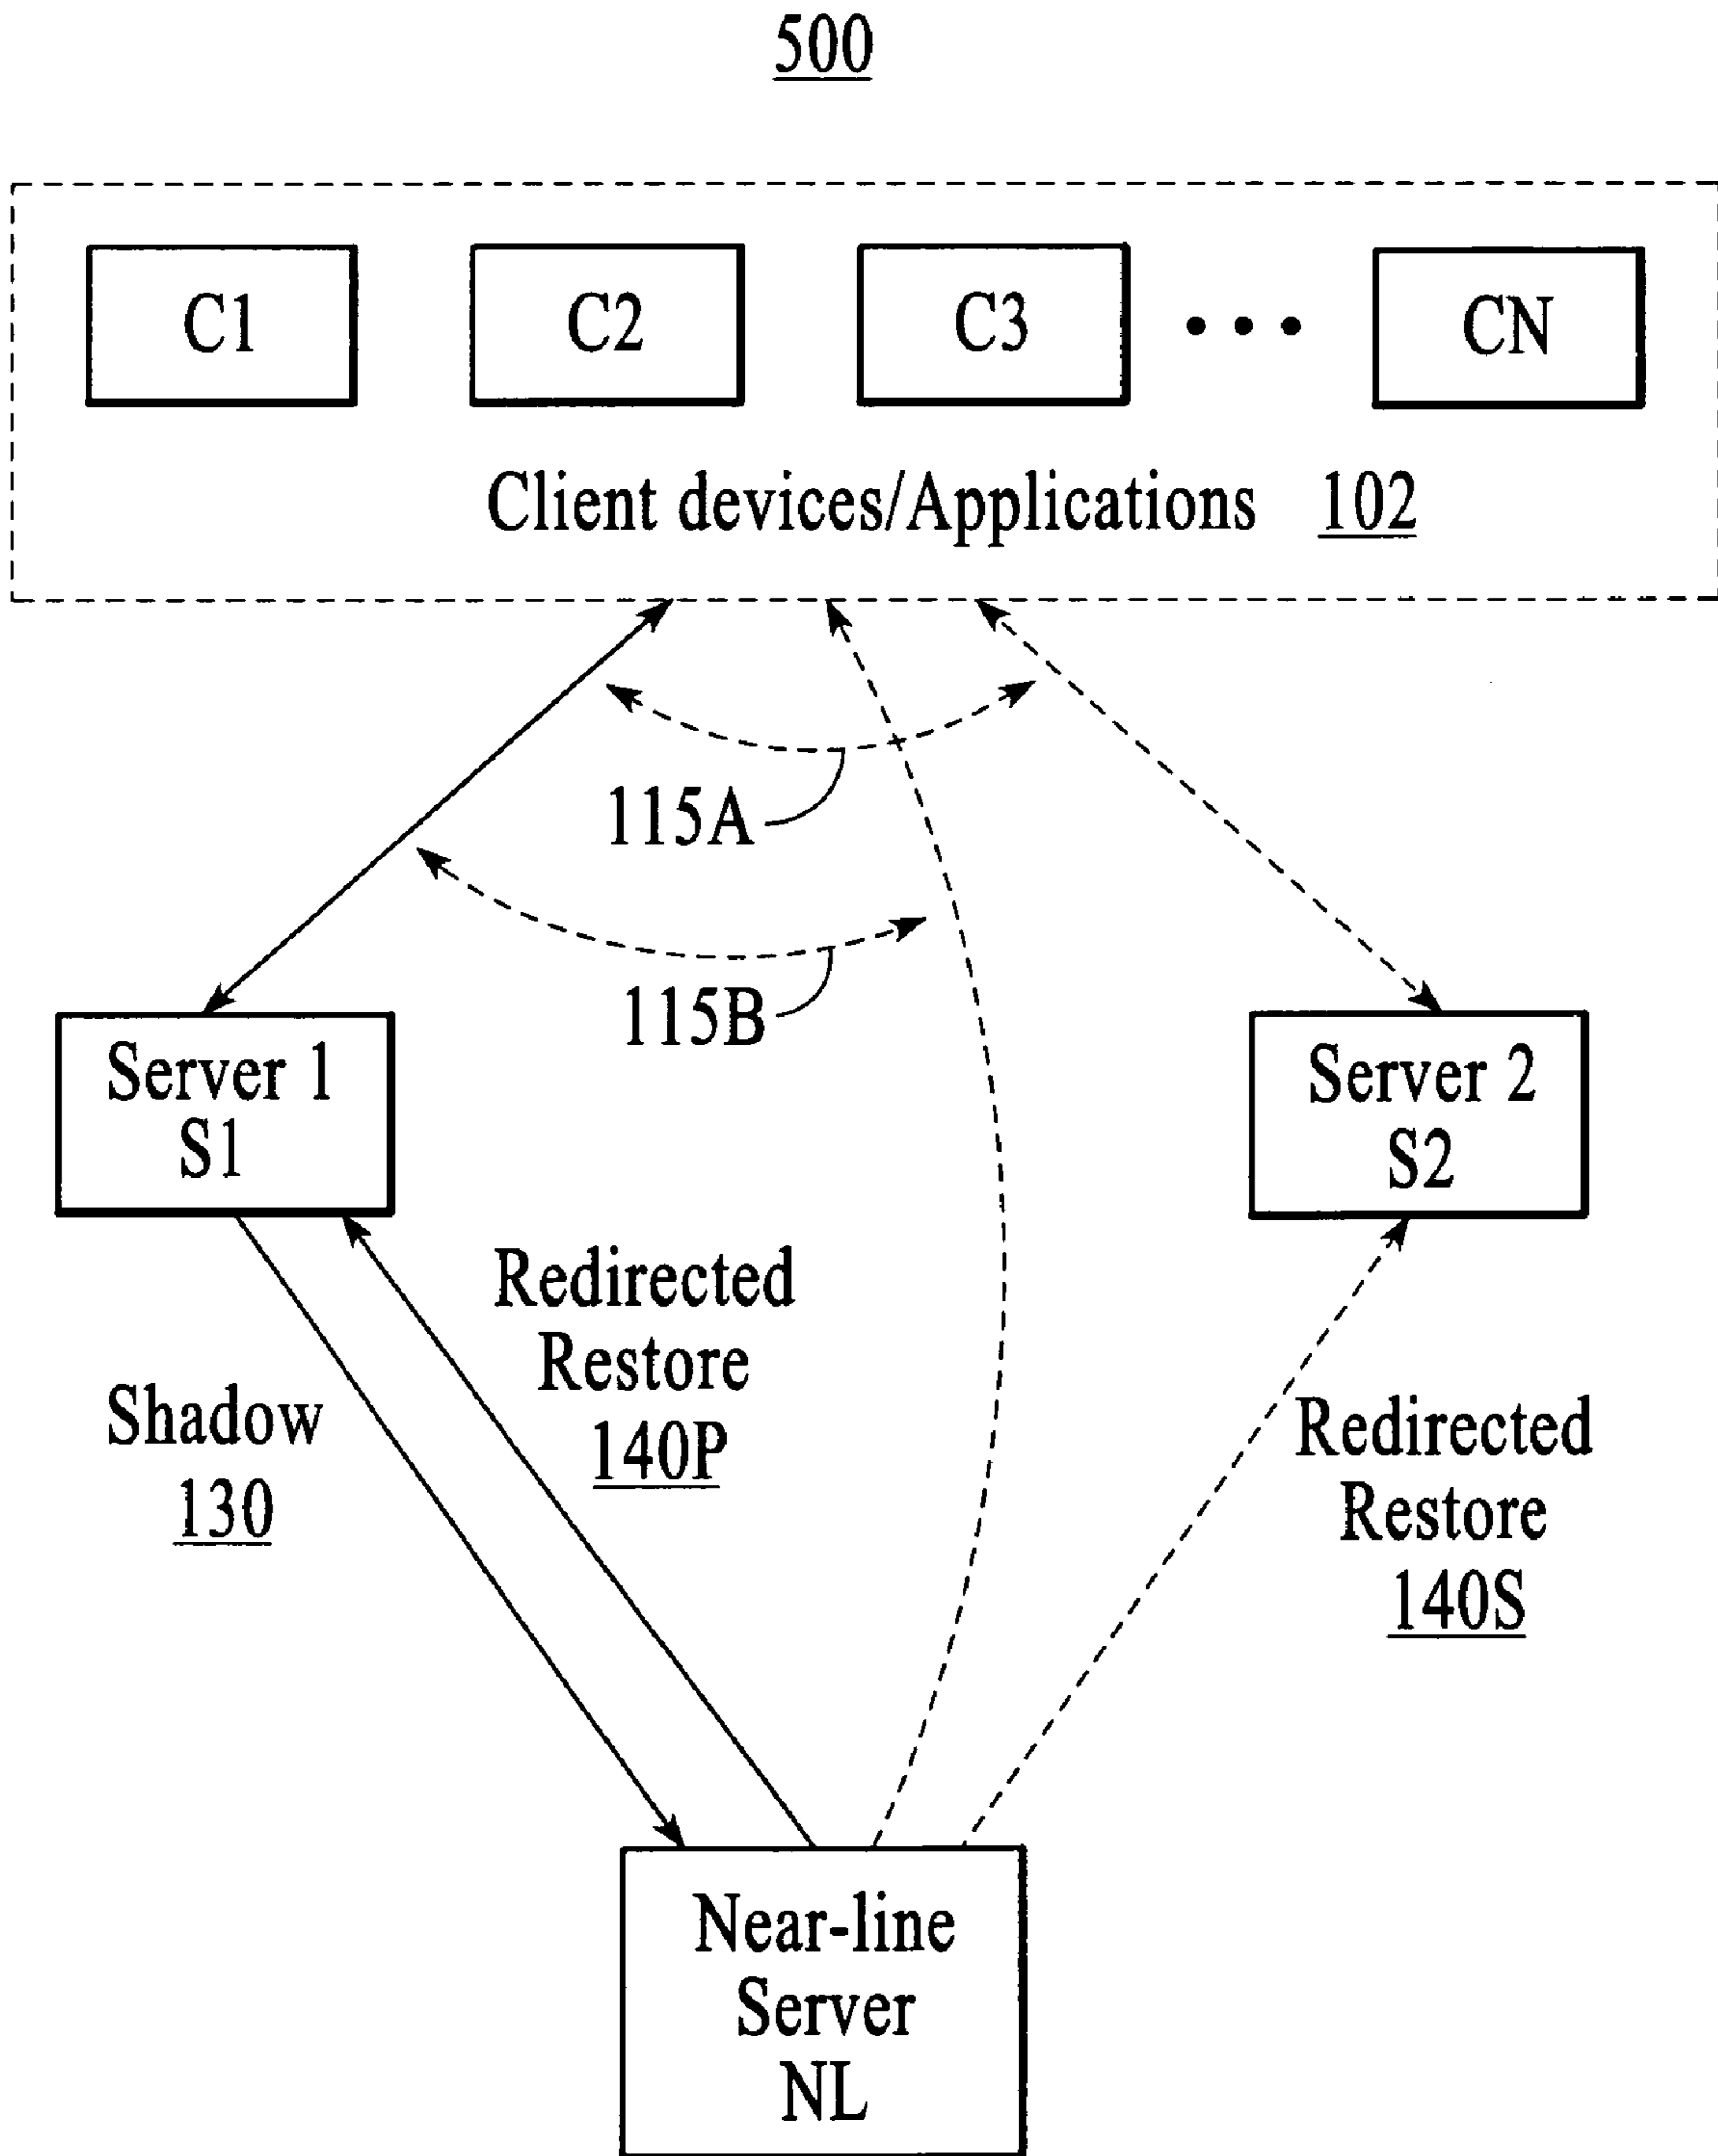 500
C1 C2 C3 • • • CN
Client devices/Applications 102
115A
115B
Server 1
S1
Server 2
S2
Redirected
Restore
140P
Shadow
130
Redirected
Restore
140S
Near-line
Server
NL